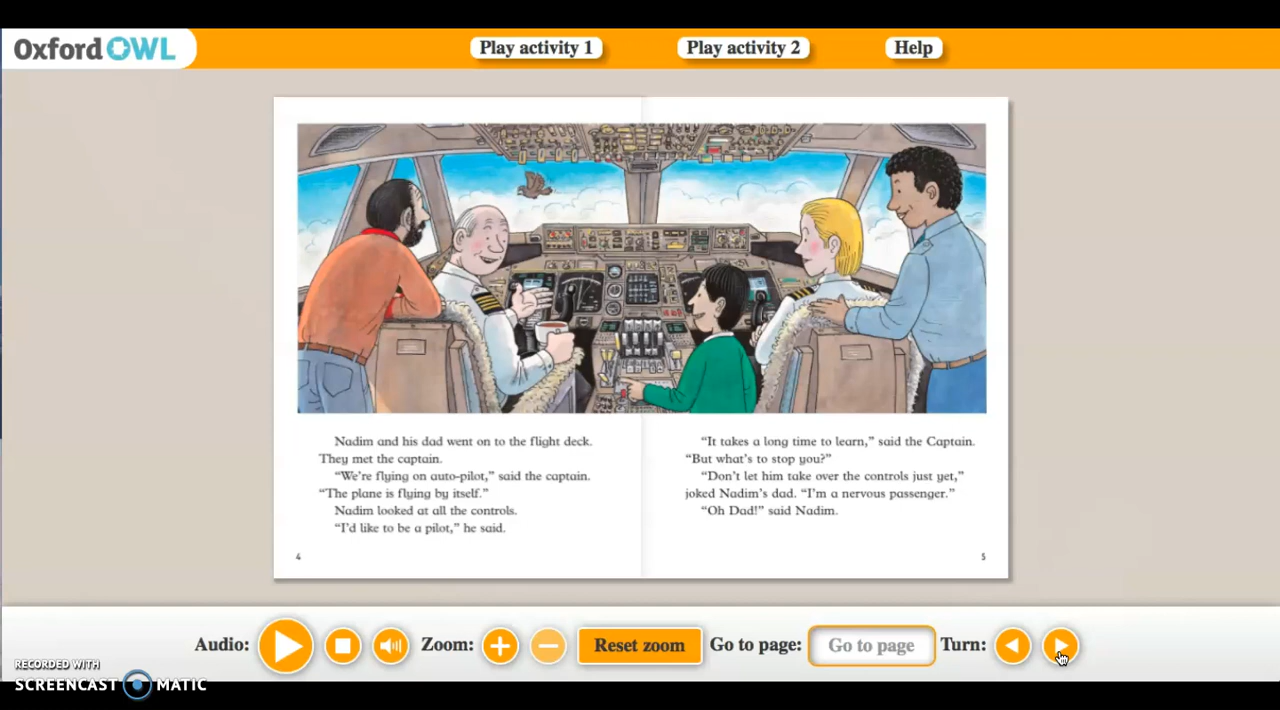 Oxford OWL
Play activity 1
Play activity 2
Help
Nadim and his dad went on to the flight deck.
They met the captain.
“We're flying on auto-pilot,” said the captain.
“The plane is flying by itself.”
Nadim looked at all the controls.
“I'd like to be a pilot,” he said.
4
“It takes a long time to learn,” said the Captain.
“But what's to stop you?”
“Don't let him take over the controls just yet,”
joked Nadim's dad. “I'm a nervous passenger.”
“Oh Dad!” said Nadim.
5
Audio:
Zoom:
Reset zoom
Go to page:
Go to page
Turn:
RECORDED WITH
SCREENCAST MATIC